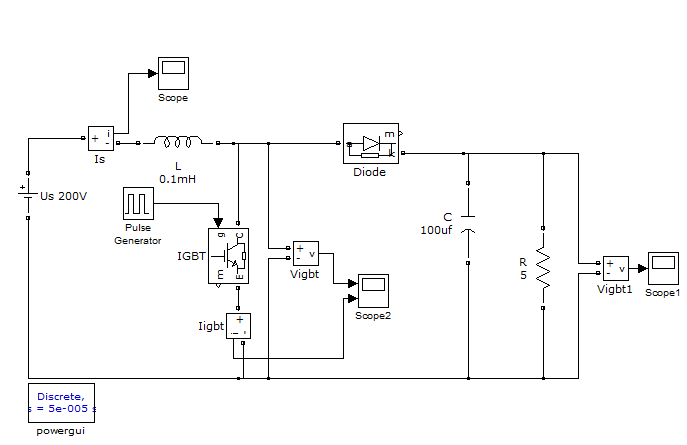 Scope
i
+
-
Is
L
0.1mH
m
k
Diode
+
Us 200V
Pulse
Generator
g
C
IGBT
m
E
+
-
v
Vigbt
Scope2
C
100uf
R
5
+
-
v
Vigbt1
Scope1
+
i
-
Iigbt
Discrete,
s = 5e-005 s
powergui